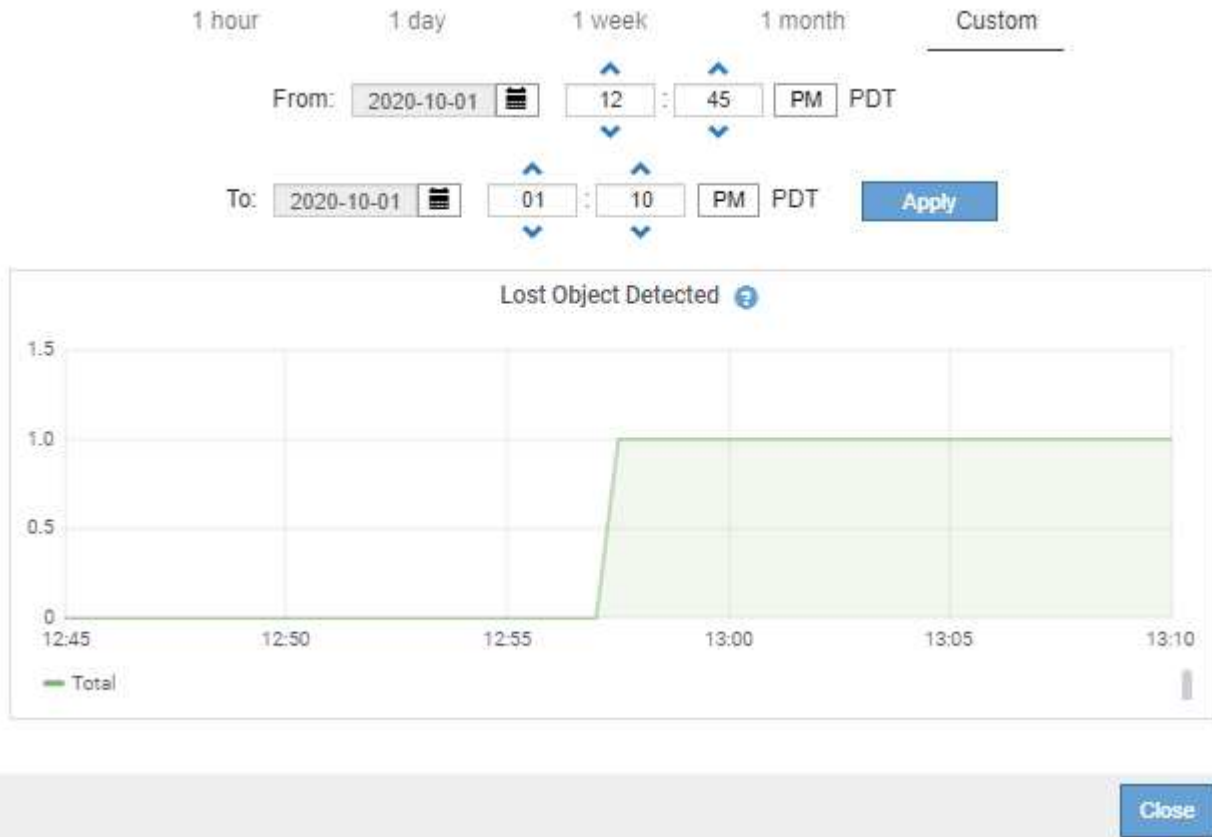 1 hour 1 day 1 week 1 month Custom
From: 2020-10-01 12 : 45 PM PDT
To: 2020-10-01 01 : 10 PM PDT Apply
Lost Object Detected ?
1.5
1.0
0.5
0
12:45 12:50 12:55 13:00 13:05 13:10
Total
Close